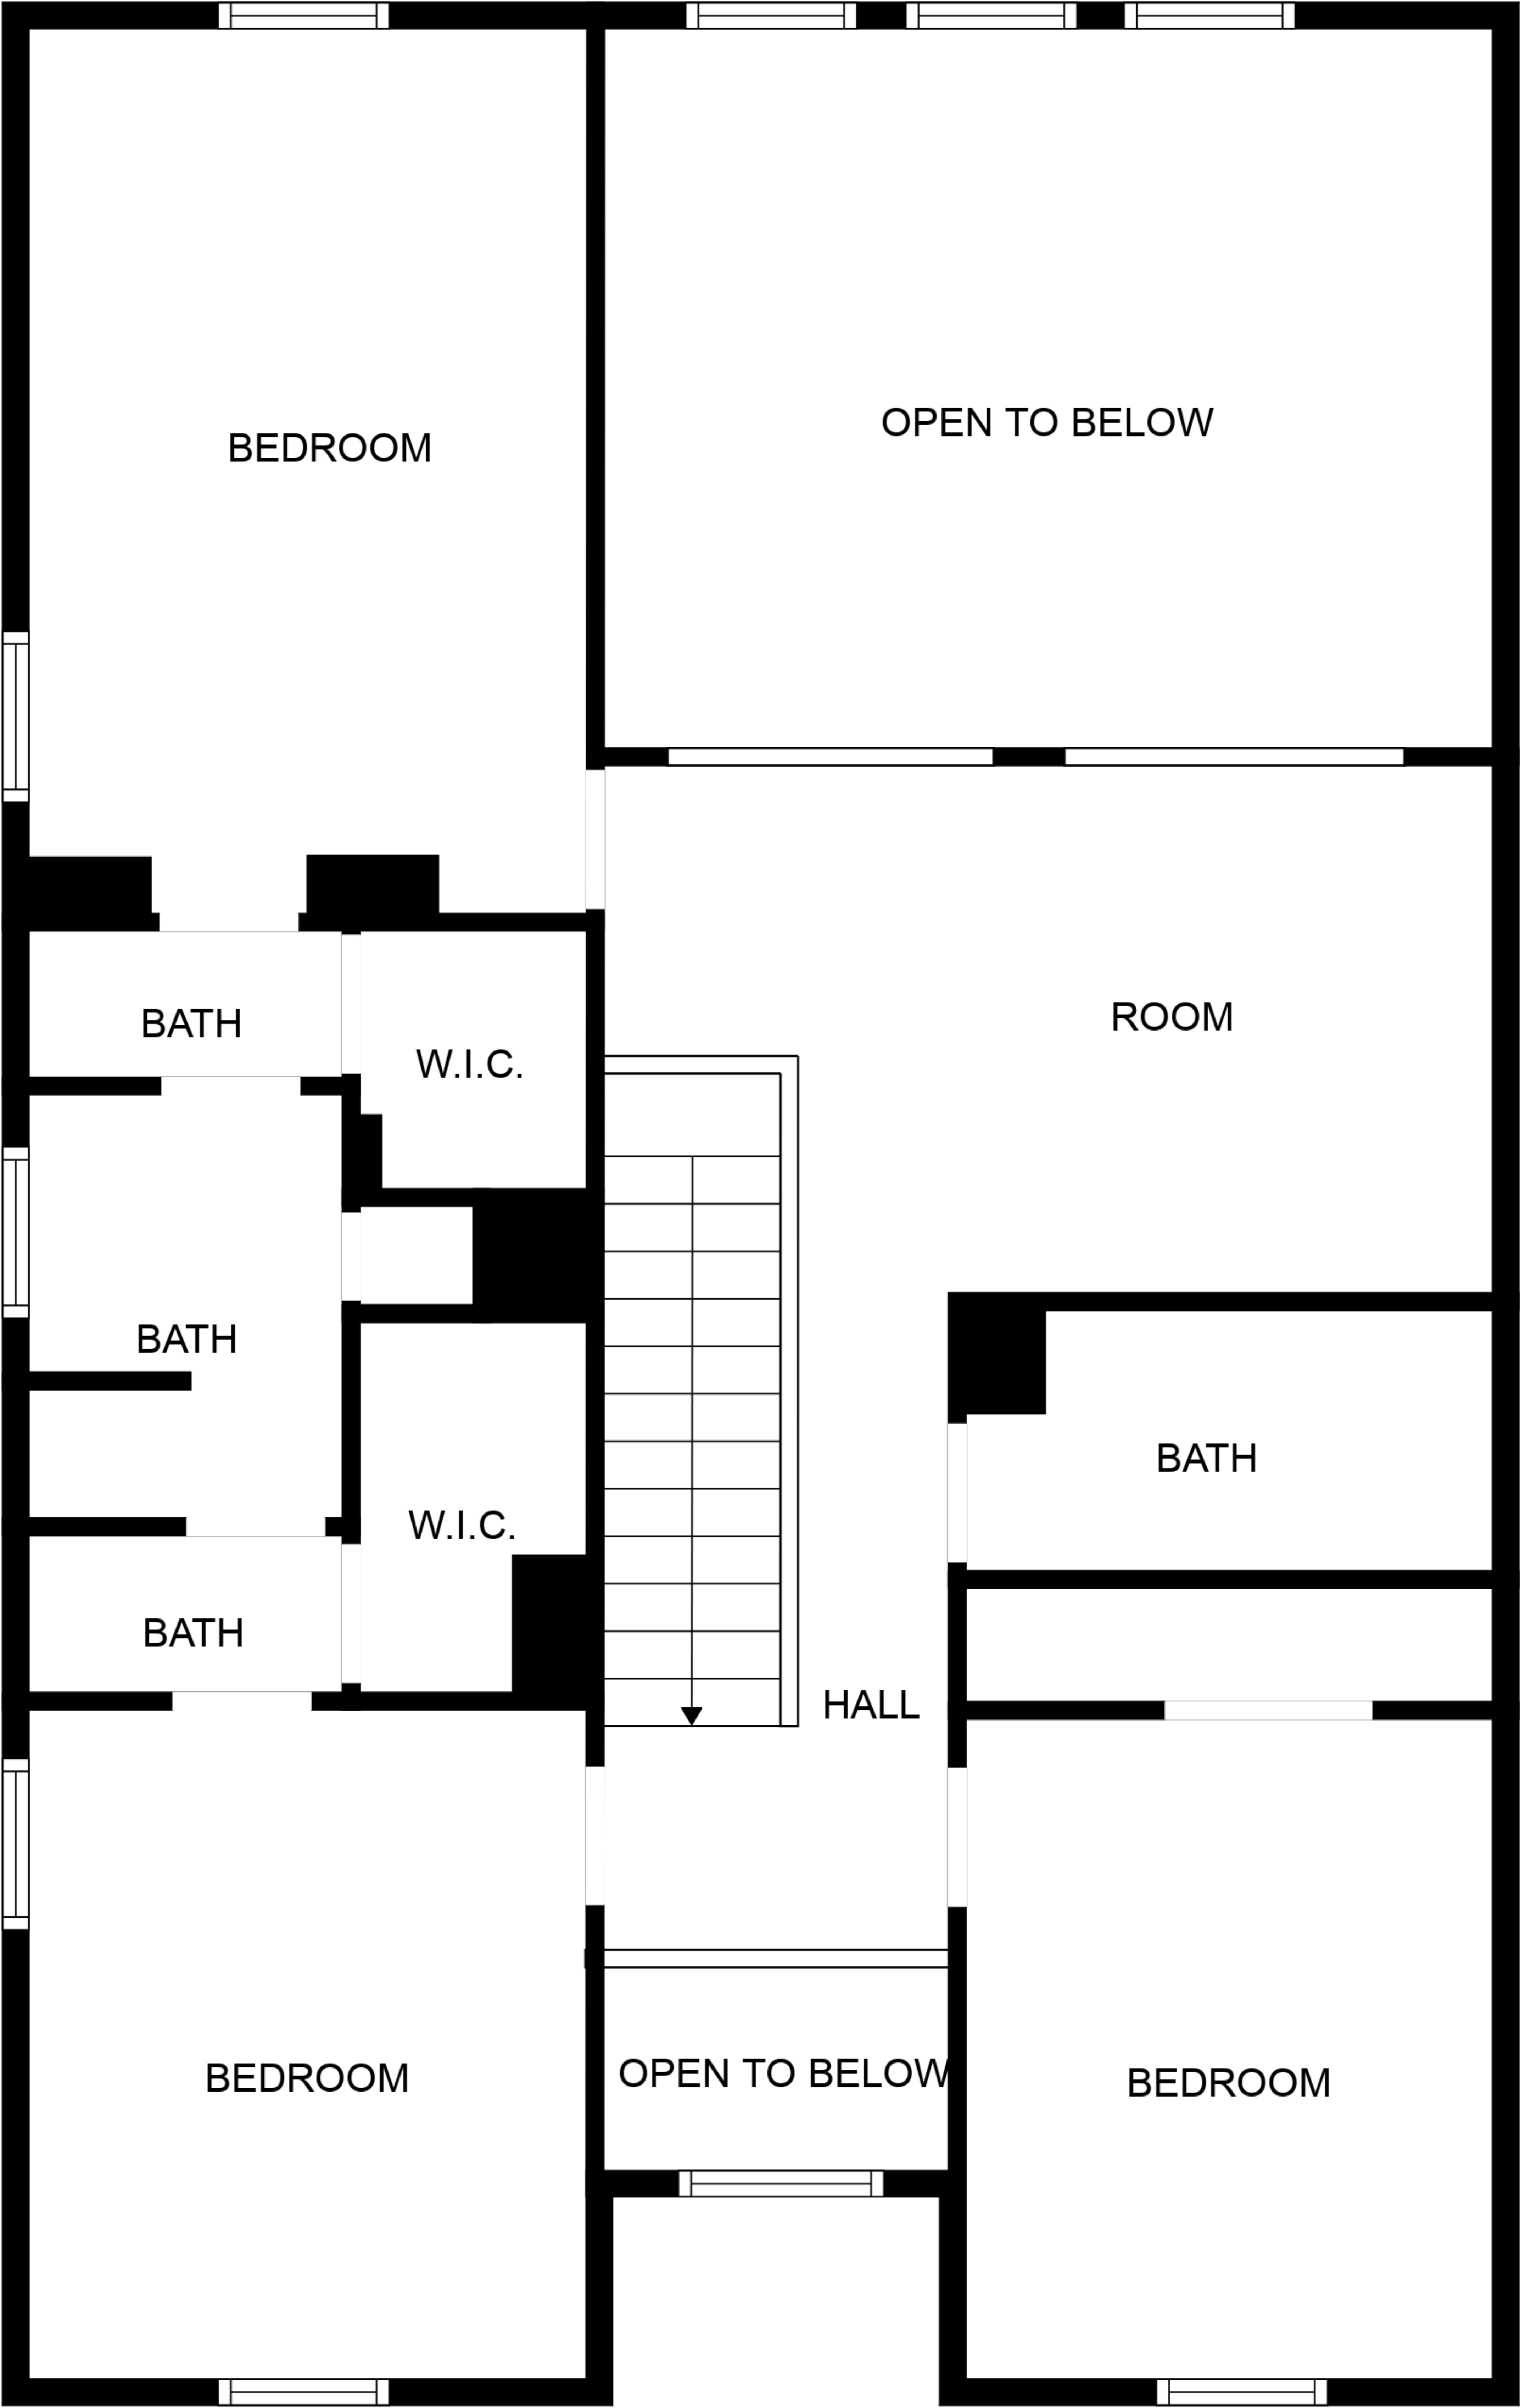 OPEN TO BELOW
BEDROOM
ROOM
BATH
W.I.C.
BATH
BATH
W.I.C.
BATH
HALL
OPEN TO BELOW
BEDROOM
BEDROOM